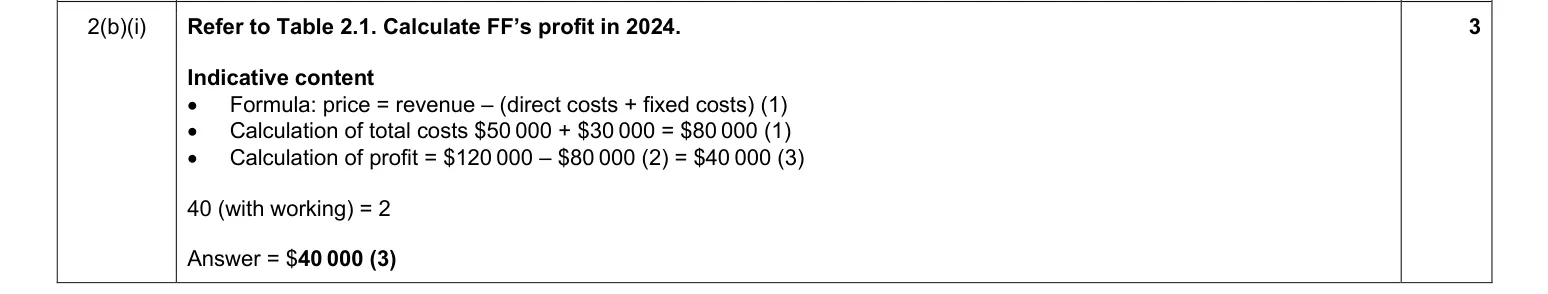 2(b)(i) Refer to Table 2.1. Calculate FF’s profit in 2024. 3
Indicative content
• Formula: price = revenue – (direct costs + fixed costs) (1)
• Calculation of total costs $50 000 + $30 000 = $80 000 (1)
• Calculation of profit = $120 000 – $80 000 (2) = $40 000 (3)
40 (with working) = 2
Answer = $40 000 (3)